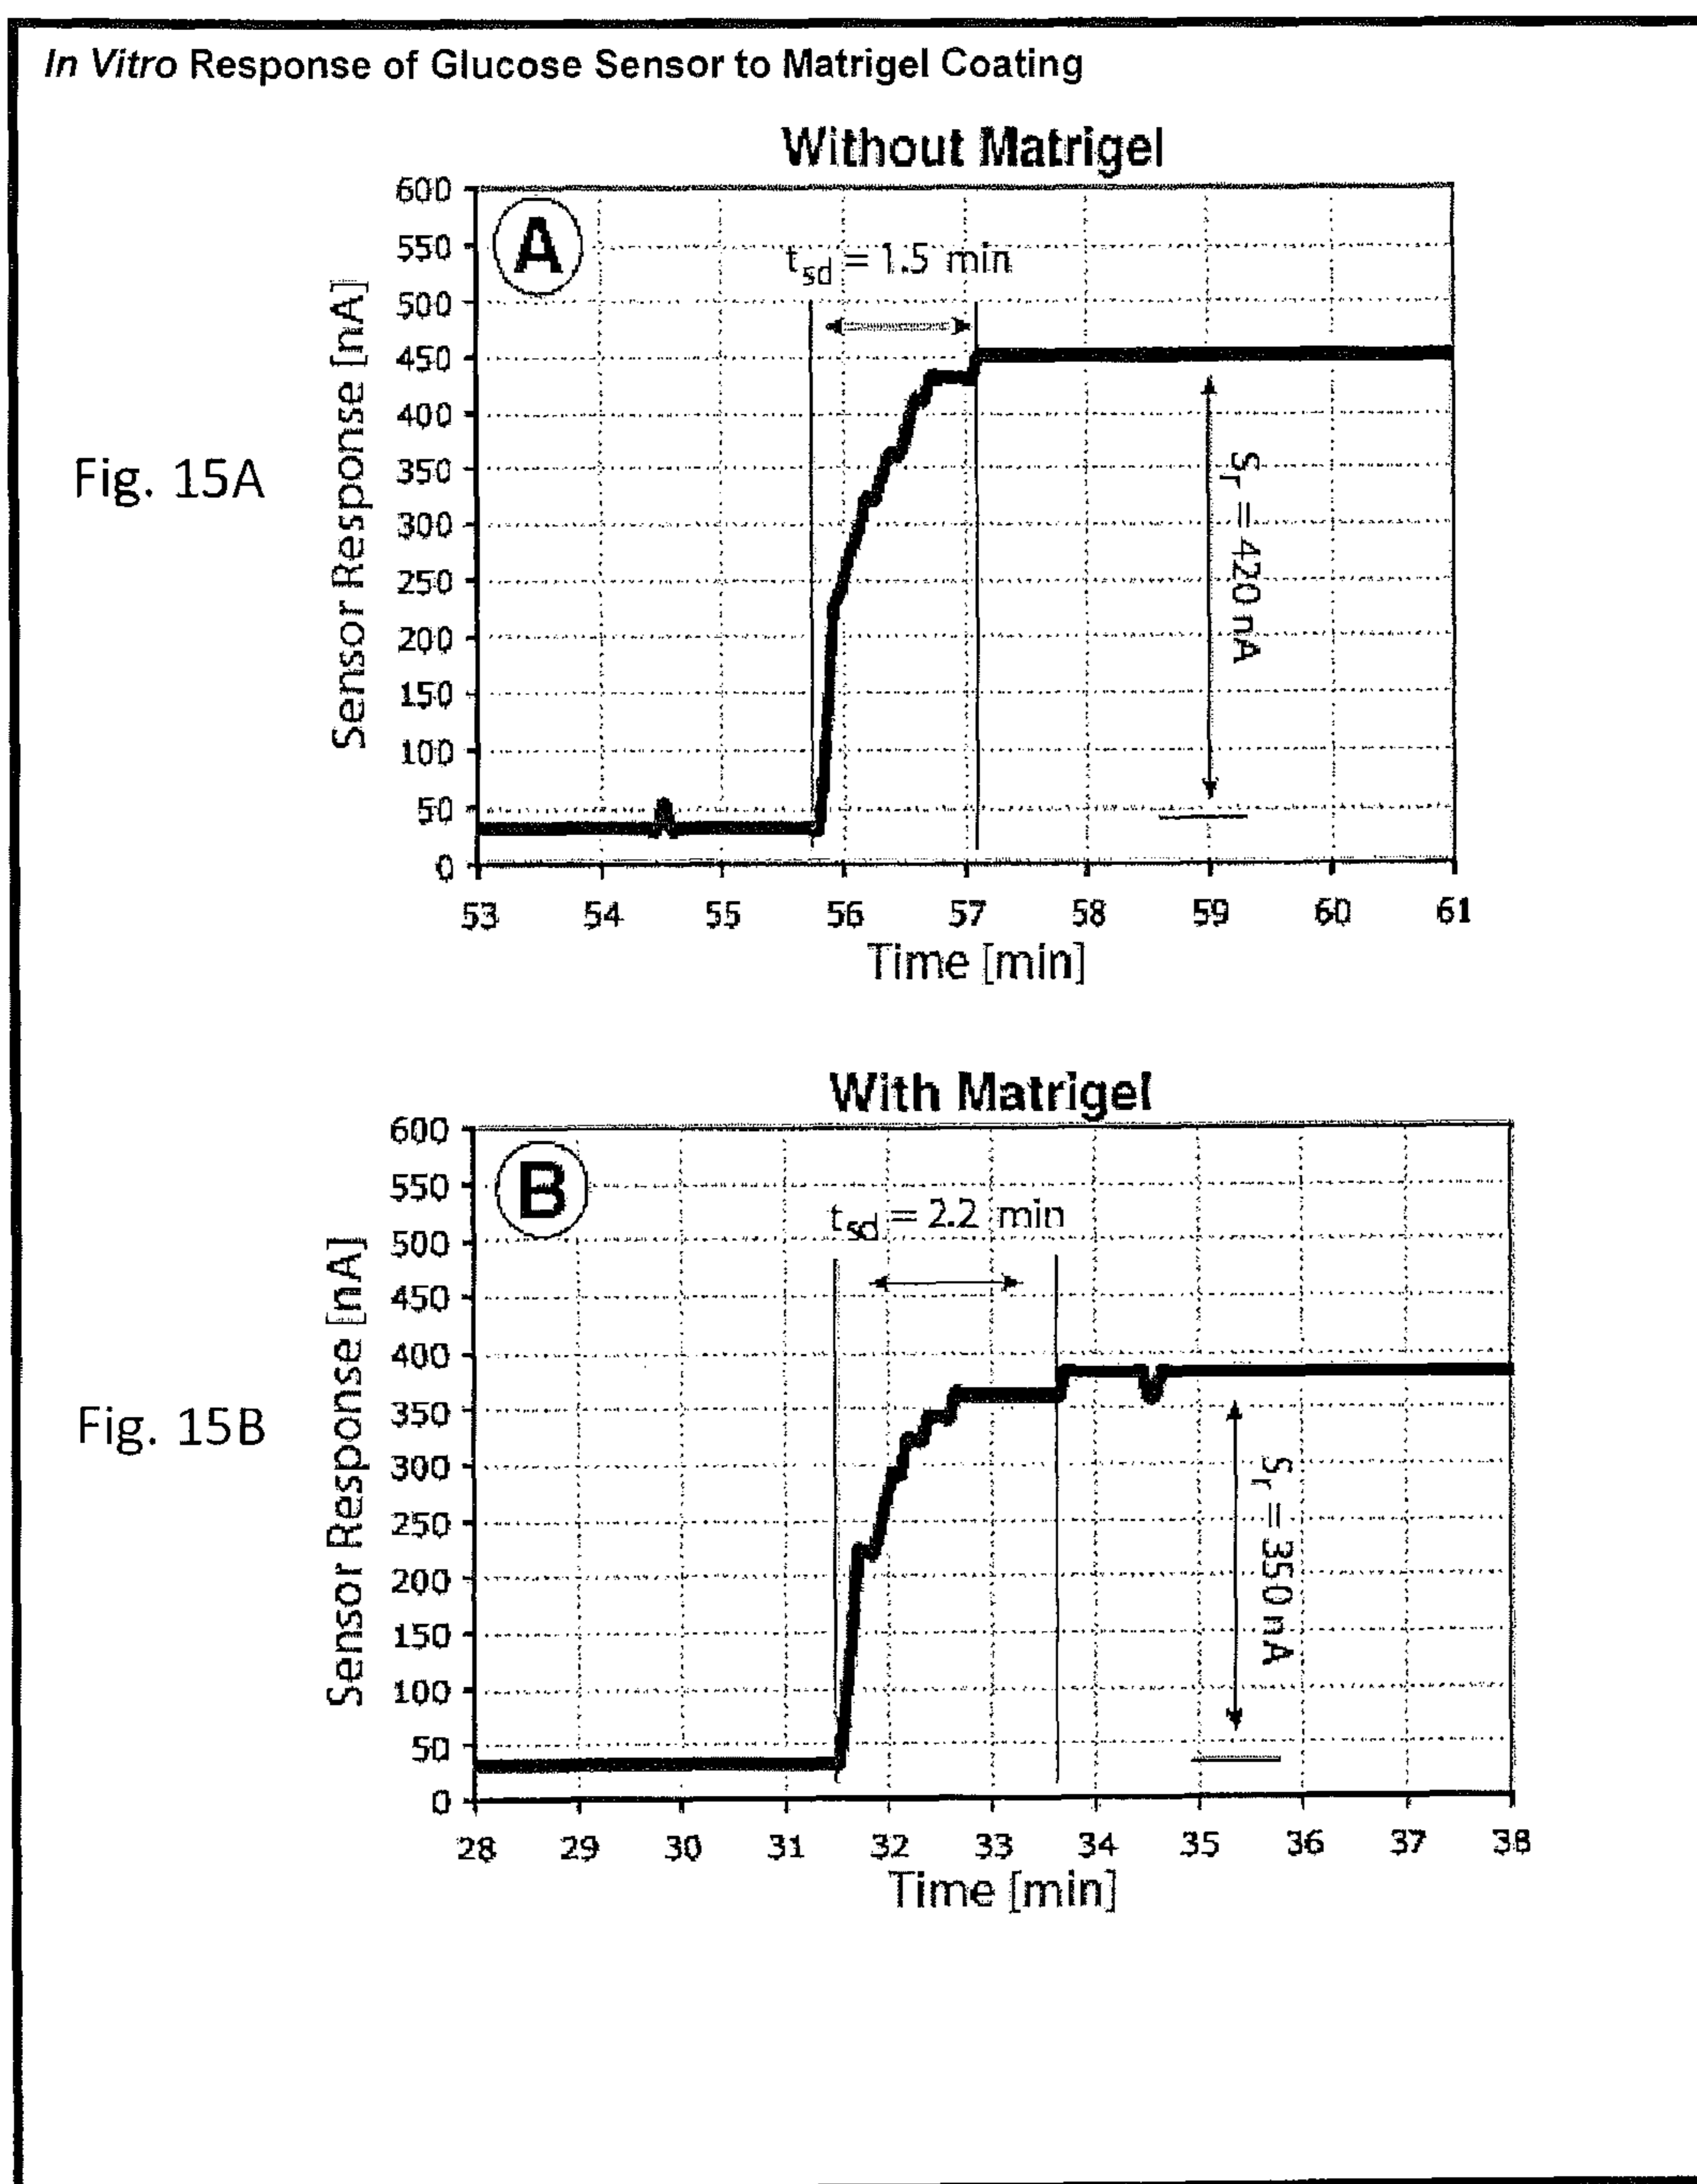 In Vitro Response of Glucose Sensor to Matrigel Coating
Without Matrigel
Fig. 15A
A
Sensor Response [nA]
600
550
500
450
400
350
300
250
200
150
100
50
0
tsd = 1.5 min
Sr = 420 nA
53 54 55 56 57 58 59 60 61
Time [min]
With Matrigel
Fig. 15B
B
Sensor Response [nA]
600
550
500
450
400
350
300
250
200
150
100
50
0
tsd = 2.2 min
Sr = 350 nA
28 29 30 31 32 33 34 35 36 37 38
Time [min]